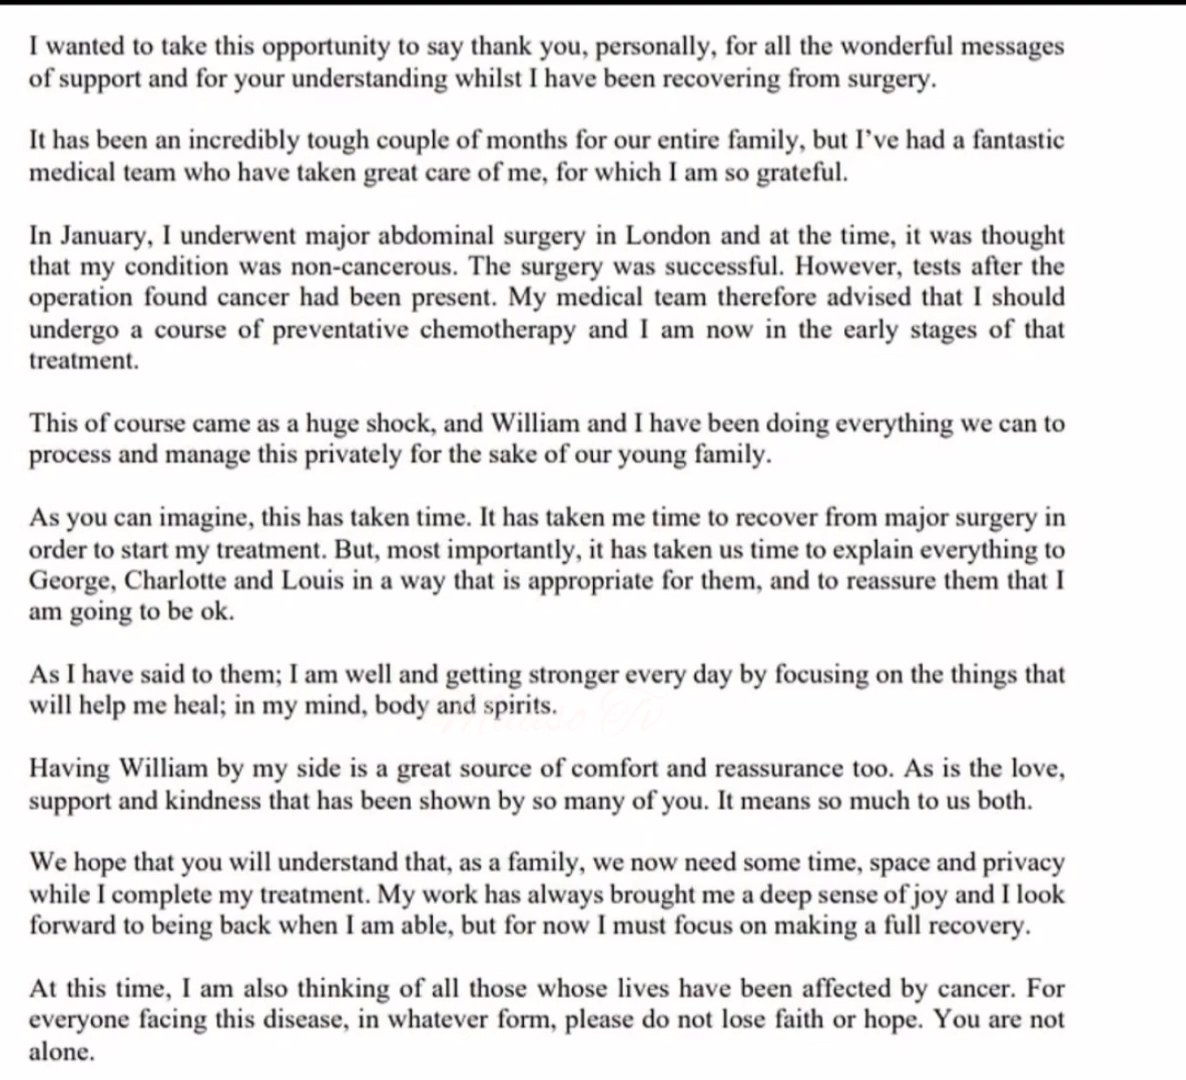 I wanted to take this opportunity to say thank you, personally, for all the wonderful messages
of support and for your understanding whilst I have been recovering from surgery.
It has been an incredibly tough couple of months for our entire family, but I’ve had a fantastic
medical team who have taken great care of me, for which I am so grateful.
In January, I underwent major abdominal surgery in London and at the time, it was thought
that my condition was non-cancerous. The surgery was successful. However, tests after the
operation found cancer had been present. My medical team therefore advised that I should
undergo a course of preventative chemotherapy and I am now in the early stages of that
treatment.
This of course came as a huge shock, and William and I have been doing everything we can to
process and manage this privately for the sake of our young family.
As you can imagine, this has taken time. It has taken me time to recover from major surgery in
order to start my treatment. But, most importantly, it has taken us time to explain everything to
George, Charlotte and Louis in a way that is appropriate for them, and to reassure them that I
am going to be ok.
As I have said to them; I am well and getting stronger every day by focusing on the things that
will help me heal; in my mind, body and spirits.
Having William by my side is a great source of comfort and reassurance too. As is the love,
support and kindness that has been shown by so many of you. It means so much to us both.
We hope that you will understand that, as a family, we now need some time, space and privacy
while I complete my treatment. My work has always brought me a deep sense of joy and I look
forward to being back when I am able, but for now I must focus on making a full recovery.
At this time, I am also thinking of all those whose lives have been affected by cancer. For
everyone facing this disease, in whatever form, please do not lose faith or hope. You are not
alone.